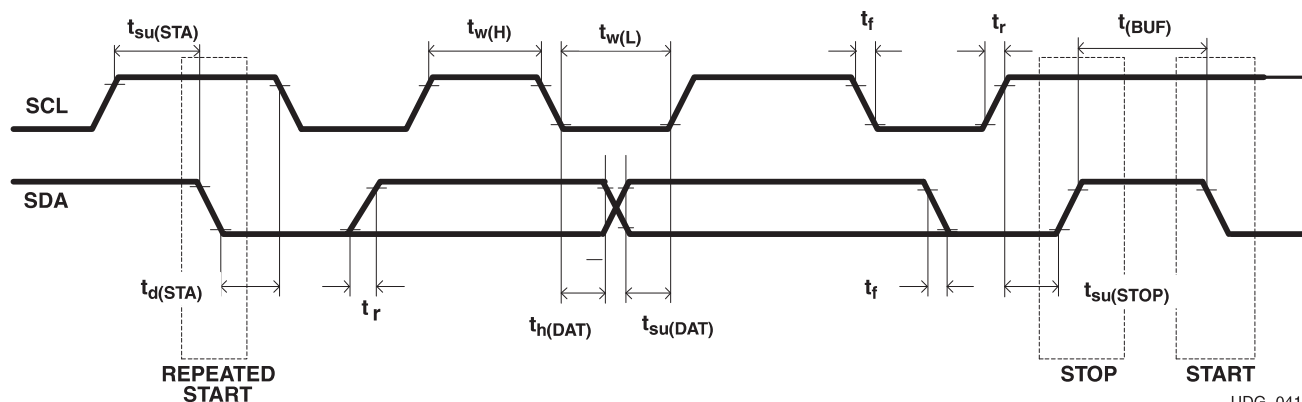 tsu(STA)
tw(H)
tw(L)
tf
tr
t(BUF)
SCL
SDA
td(STA)
tr
th(DAT)
tsu(DAT)
tf
tsu(STOP)
REPEATED
START
STOP
START